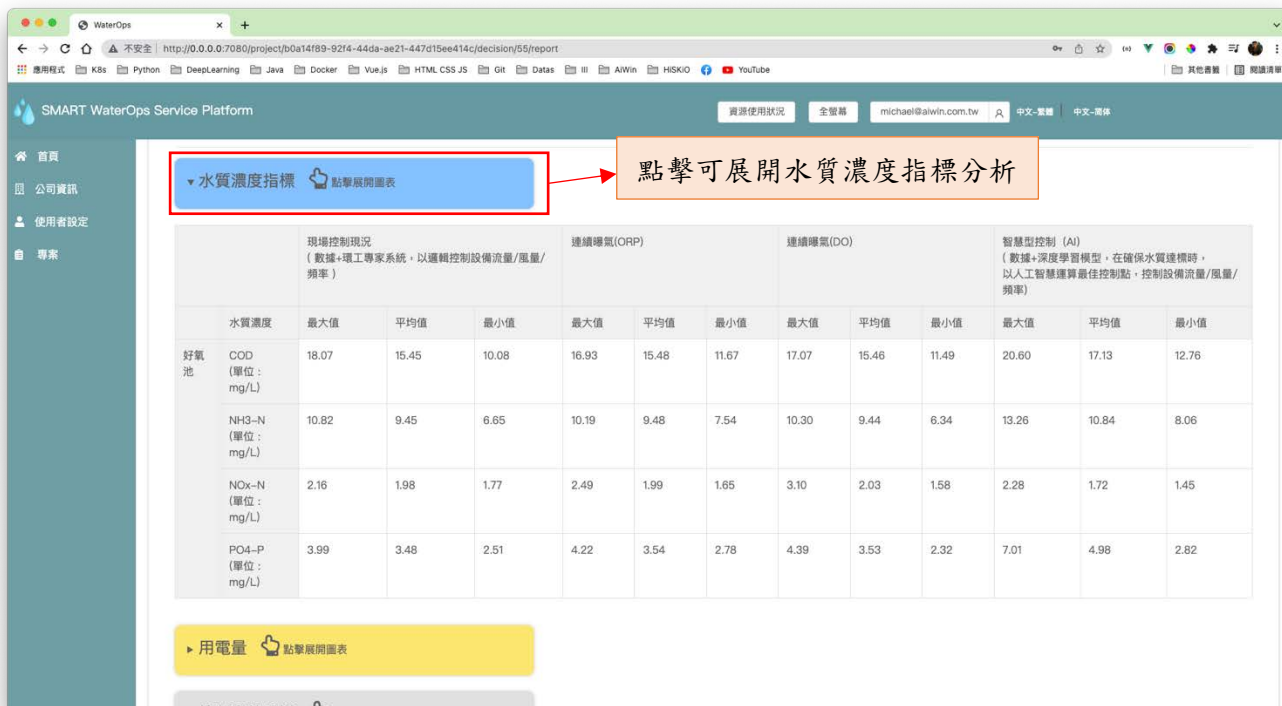 WaterOps
不安全 http://0.0.0.0:7080/project/b0a14f89-92f4-44da-ae21-447d15ee414c/decision/55/report
應用程式 K8s Python DeepLearning Java Docker Vue.js HTML CSS JS Git Datas III AiWin HiSKiO YouTube 其他書籤 閱讀清單
SMART WaterOps Service Platform 資源使用狀況 全螢幕 michael@aiwin.com.tw 中文-繁體 中文-简体
首頁
公司資訊
使用者設定
專案
▾水質濃度指標 點擊展開圖表
點擊可展開水質濃度指標分析
現場控制現況
(數據+環工專家系統，以邏輯控制設備流量/風量/
頻率)
連續曝氣(ORP)
連續曝氣(DO)
智慧型控制 (AI)
(數據+深度學習模型，在確保水質達標時，
以人工智慧運算最佳控制點，控制設備流量/風量/
頻率)
水質濃度 最大值 平均值 最小值 最大值 平均值 最小值 最大值 平均值 最小值 最大值 平均值 最小值
好氧 COD 18.07 15.45 10.08 16.93 15.48 11.67 17.07 15.46 11.49 20.60 17.13 12.76
池 (單位：
mg/L)
NH3-N 10.82 9.45 6.65 10.19 9.48 7.54 10.30 9.44 6.34 13.26 10.84 8.06
(單位：
mg/L)
NOx-N 2.16 1.98 1.77 2.49 1.99 1.65 3.10 2.03 1.58 2.28 1.72 1.45
(單位：
mg/L)
PO4-P 3.99 3.48 2.51 4.22 3.54 2.78 4.39 3.53 2.32 7.01 4.98 2.82
(單位：
mg/L)
▸用電量 點擊展開圖表